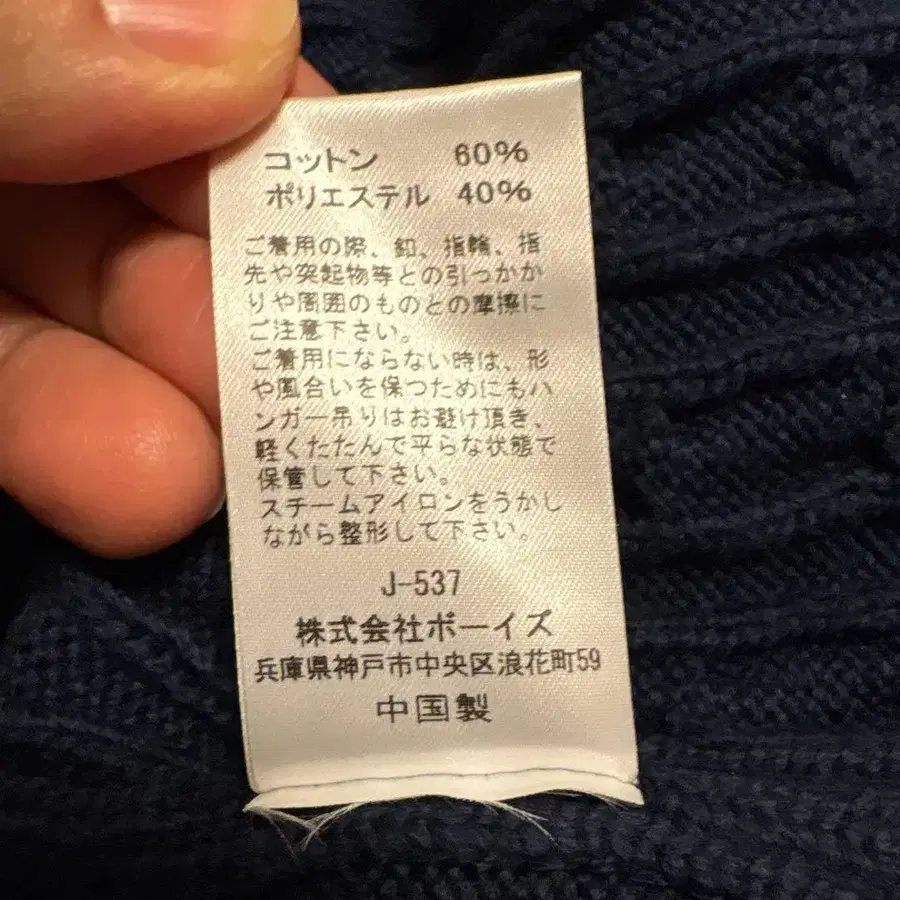 コットン 60%
ポリエステル 40%
ご着用の際、釦、指輪、指
先や突起物等との引っかか
りや周囲のものとの摩擦に
ご注意下さい。
ご着用にならない時は、形
や風合いを保つためにもハ
ンガー吊りはお避け頂き、
軽くたたんで平らな状態で
保管して下さい。
スチームアイロンをうかし
ながら整形して下さい。
J-537
株式会社ボーイズ
兵庫県神戸市中央区浪花町59
中国製